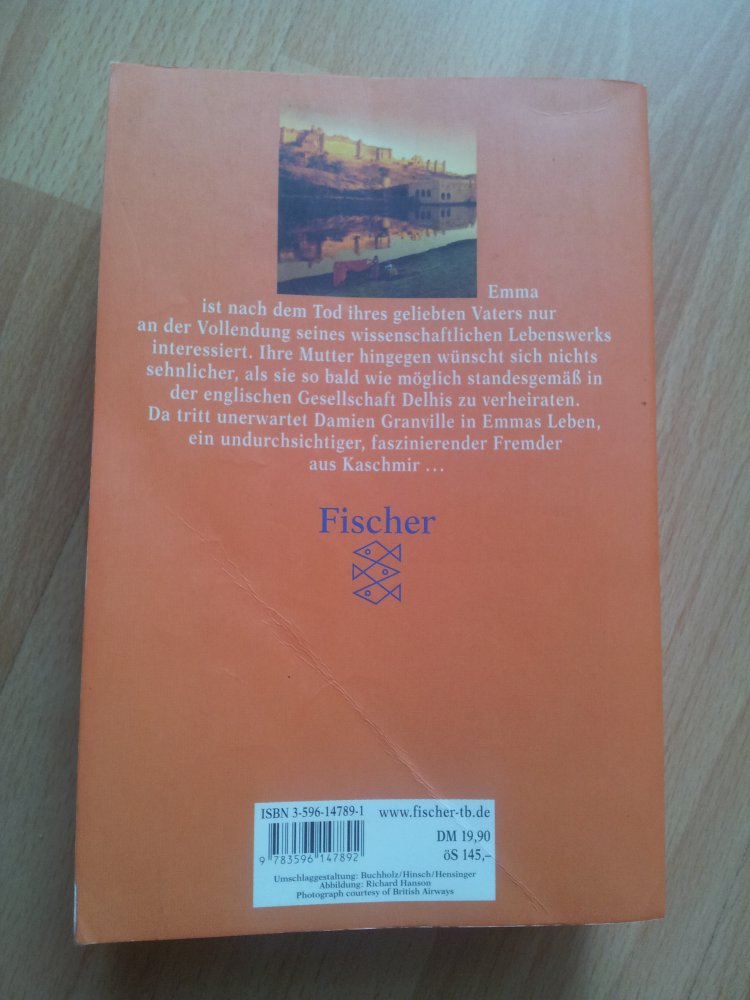 Emma
ist nach dem Tod ihres geliebten Vaters nur
an der Vollendung seines wissenschaftlichen Lebenswerks
interessiert. Ihre Mutter hingegen wünscht sich nichts
sehnlicher, als sie so bald wie möglich standesgemäß in
der englischen Gesellschaft Delhis zu verheiraten.
Da tritt unerwartet Damien Granville in Emmas Leben,
ein undurchsichtiger, faszinierender Fremder
aus Kaschmir ...
Fischer
ISBN 3-596-14789-1
www.fischer-tb.de
DM 19,90
öS 145,–
9 783596 147892
Umschlaggestaltung: Buchholz/Hinsch/Hensinger
Abbildung: Richard Hanson
Photograph courtesy of British Airways